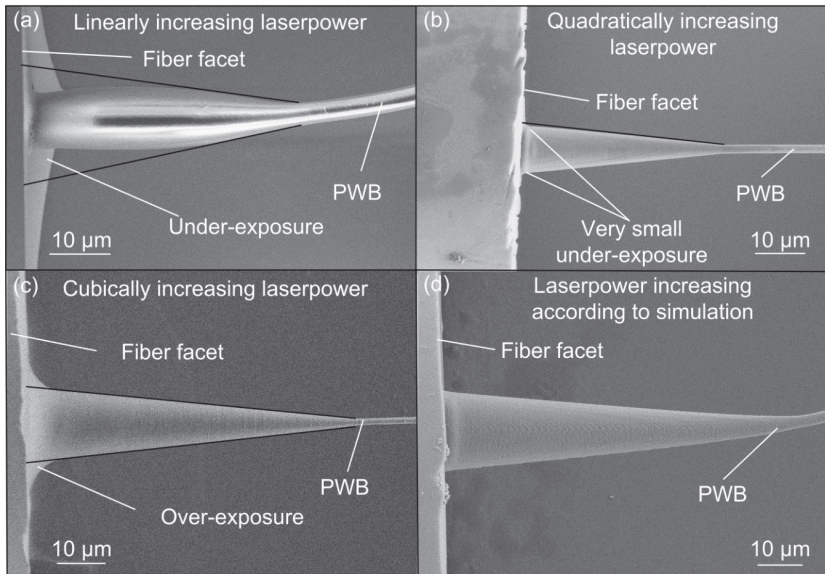 (a) Linearly increasing laserpower
Fiber facet
PWB
Under-exposure
10 µm
(b) Quadratically increasing
laserpower
Fiber facet
PWB
Very small
under-exposure
10 µm
(c) Cubically increasing laserpower
Fiber facet
PWB
Over-exposure
10 µm
(d) Laserpower increasing
according to simulation
Fiber facet
PWB
10 µm